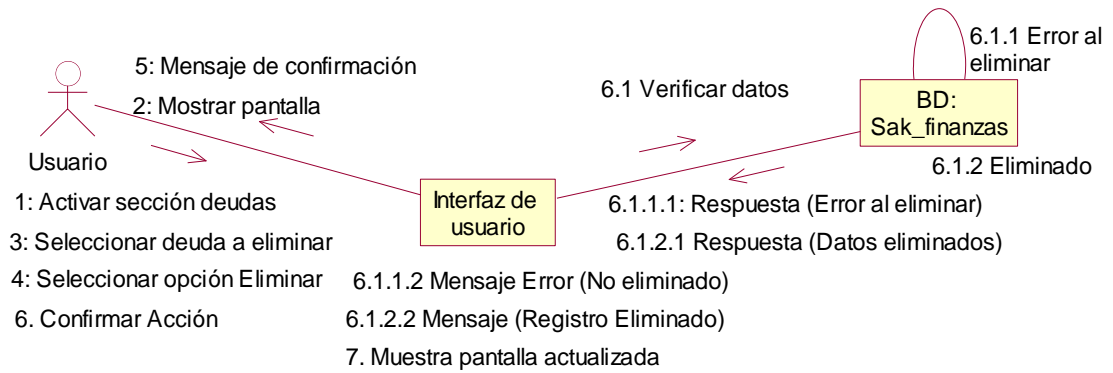 6.1.1 Error al
eliminar
5: Mensaje de confirmación
6.1 Verificar datos
2: Mostrar pantalla
BD:
Sak_finanzas
Usuario
6.1.2 Eliminado
Interfaz de
usuario
1: Activar sección deudas
6.1.1.1: Respuesta (Error al eliminar)
3: Seleccionar deuda a eliminar
6.1.2.1 Respuesta (Datos eliminados)
4: Seleccionar opción Eliminar
6.1.1.2 Mensaje Error (No eliminado)
6. Confirmar Acción
6.1.2.2 Mensaje (Registro Eliminado)
7. Muestra pantalla actualizada